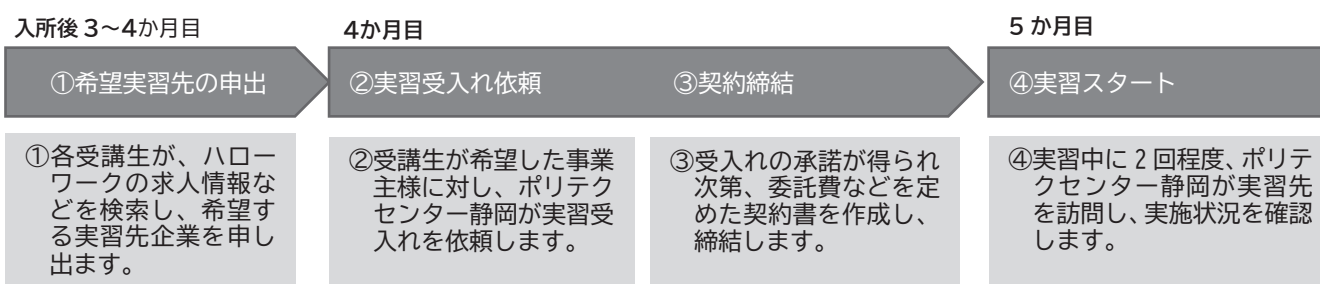 入所後3～4か月目
4か月目
5か月目
①希望実習先の申出
②実習受入れ依頼
③契約締結
④実習スタート
①各受講生が、ハロー
ワークの求人情報な
どを検索し、希望す
る実習先企業を申し
出ます。
②受講生が希望した事業
主様に対し、ポリテク
センター静岡が実習受
入れを依頼します。
③受入れの承諾が得られ
次第、委託費などを定
めた契約書を作成し、
締結します。
④実習中に2回程度、ポリテ
クセンター静岡が実習先
を訪問し、実施状況を確認
します。